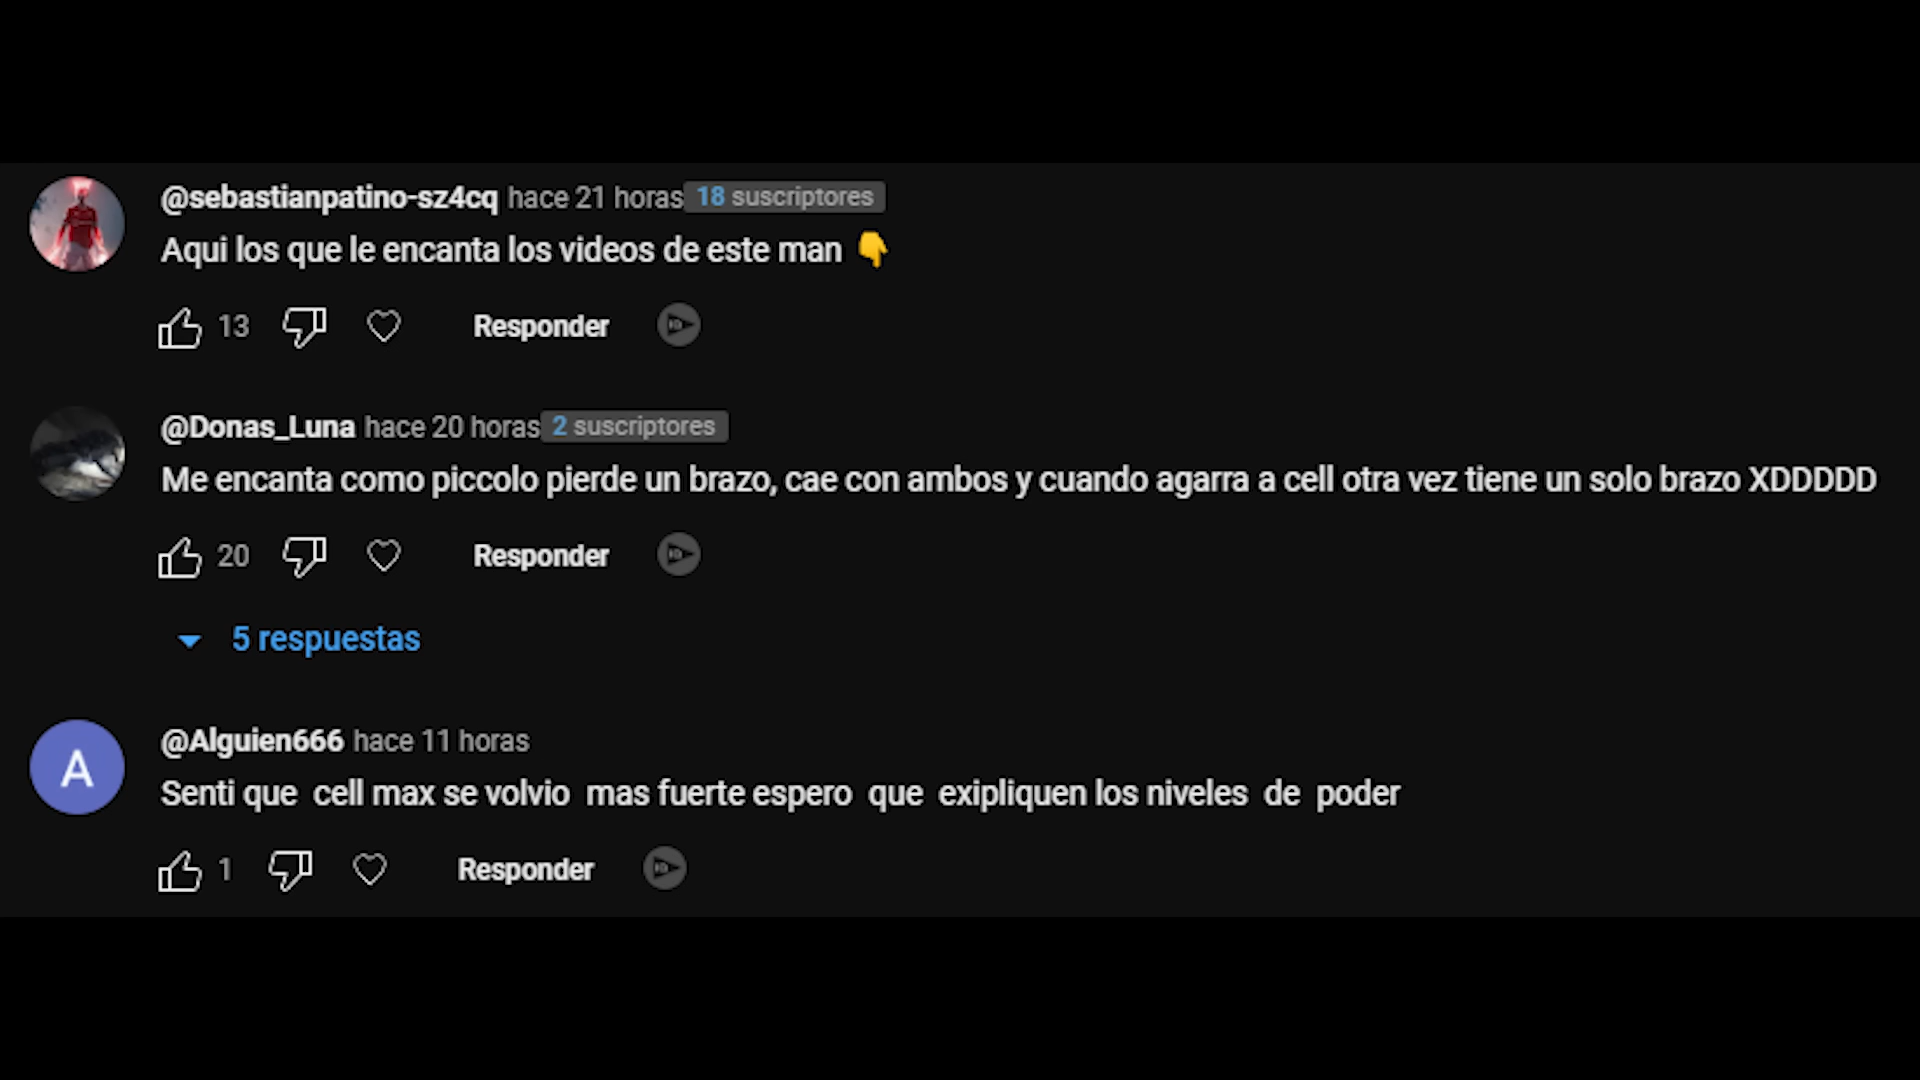 @sebastianpatino-sz4cq hace 21 horas 18 suscriptores
Aqui los que le encanta los videos de este man 👇
13 Responder
@Donas_Luna hace 20 horas 2 suscriptores
Me encanta como piccolo pierde un brazo, cae con ambos y cuando agarra a cell otra vez tiene un solo brazo XDDDDD
20 Responder
5 respuestas
A @Alguien666 hace 11 horas
Senti que cell max se volvio mas fuerte espero que exipliquen los niveles de poder
1 Responder